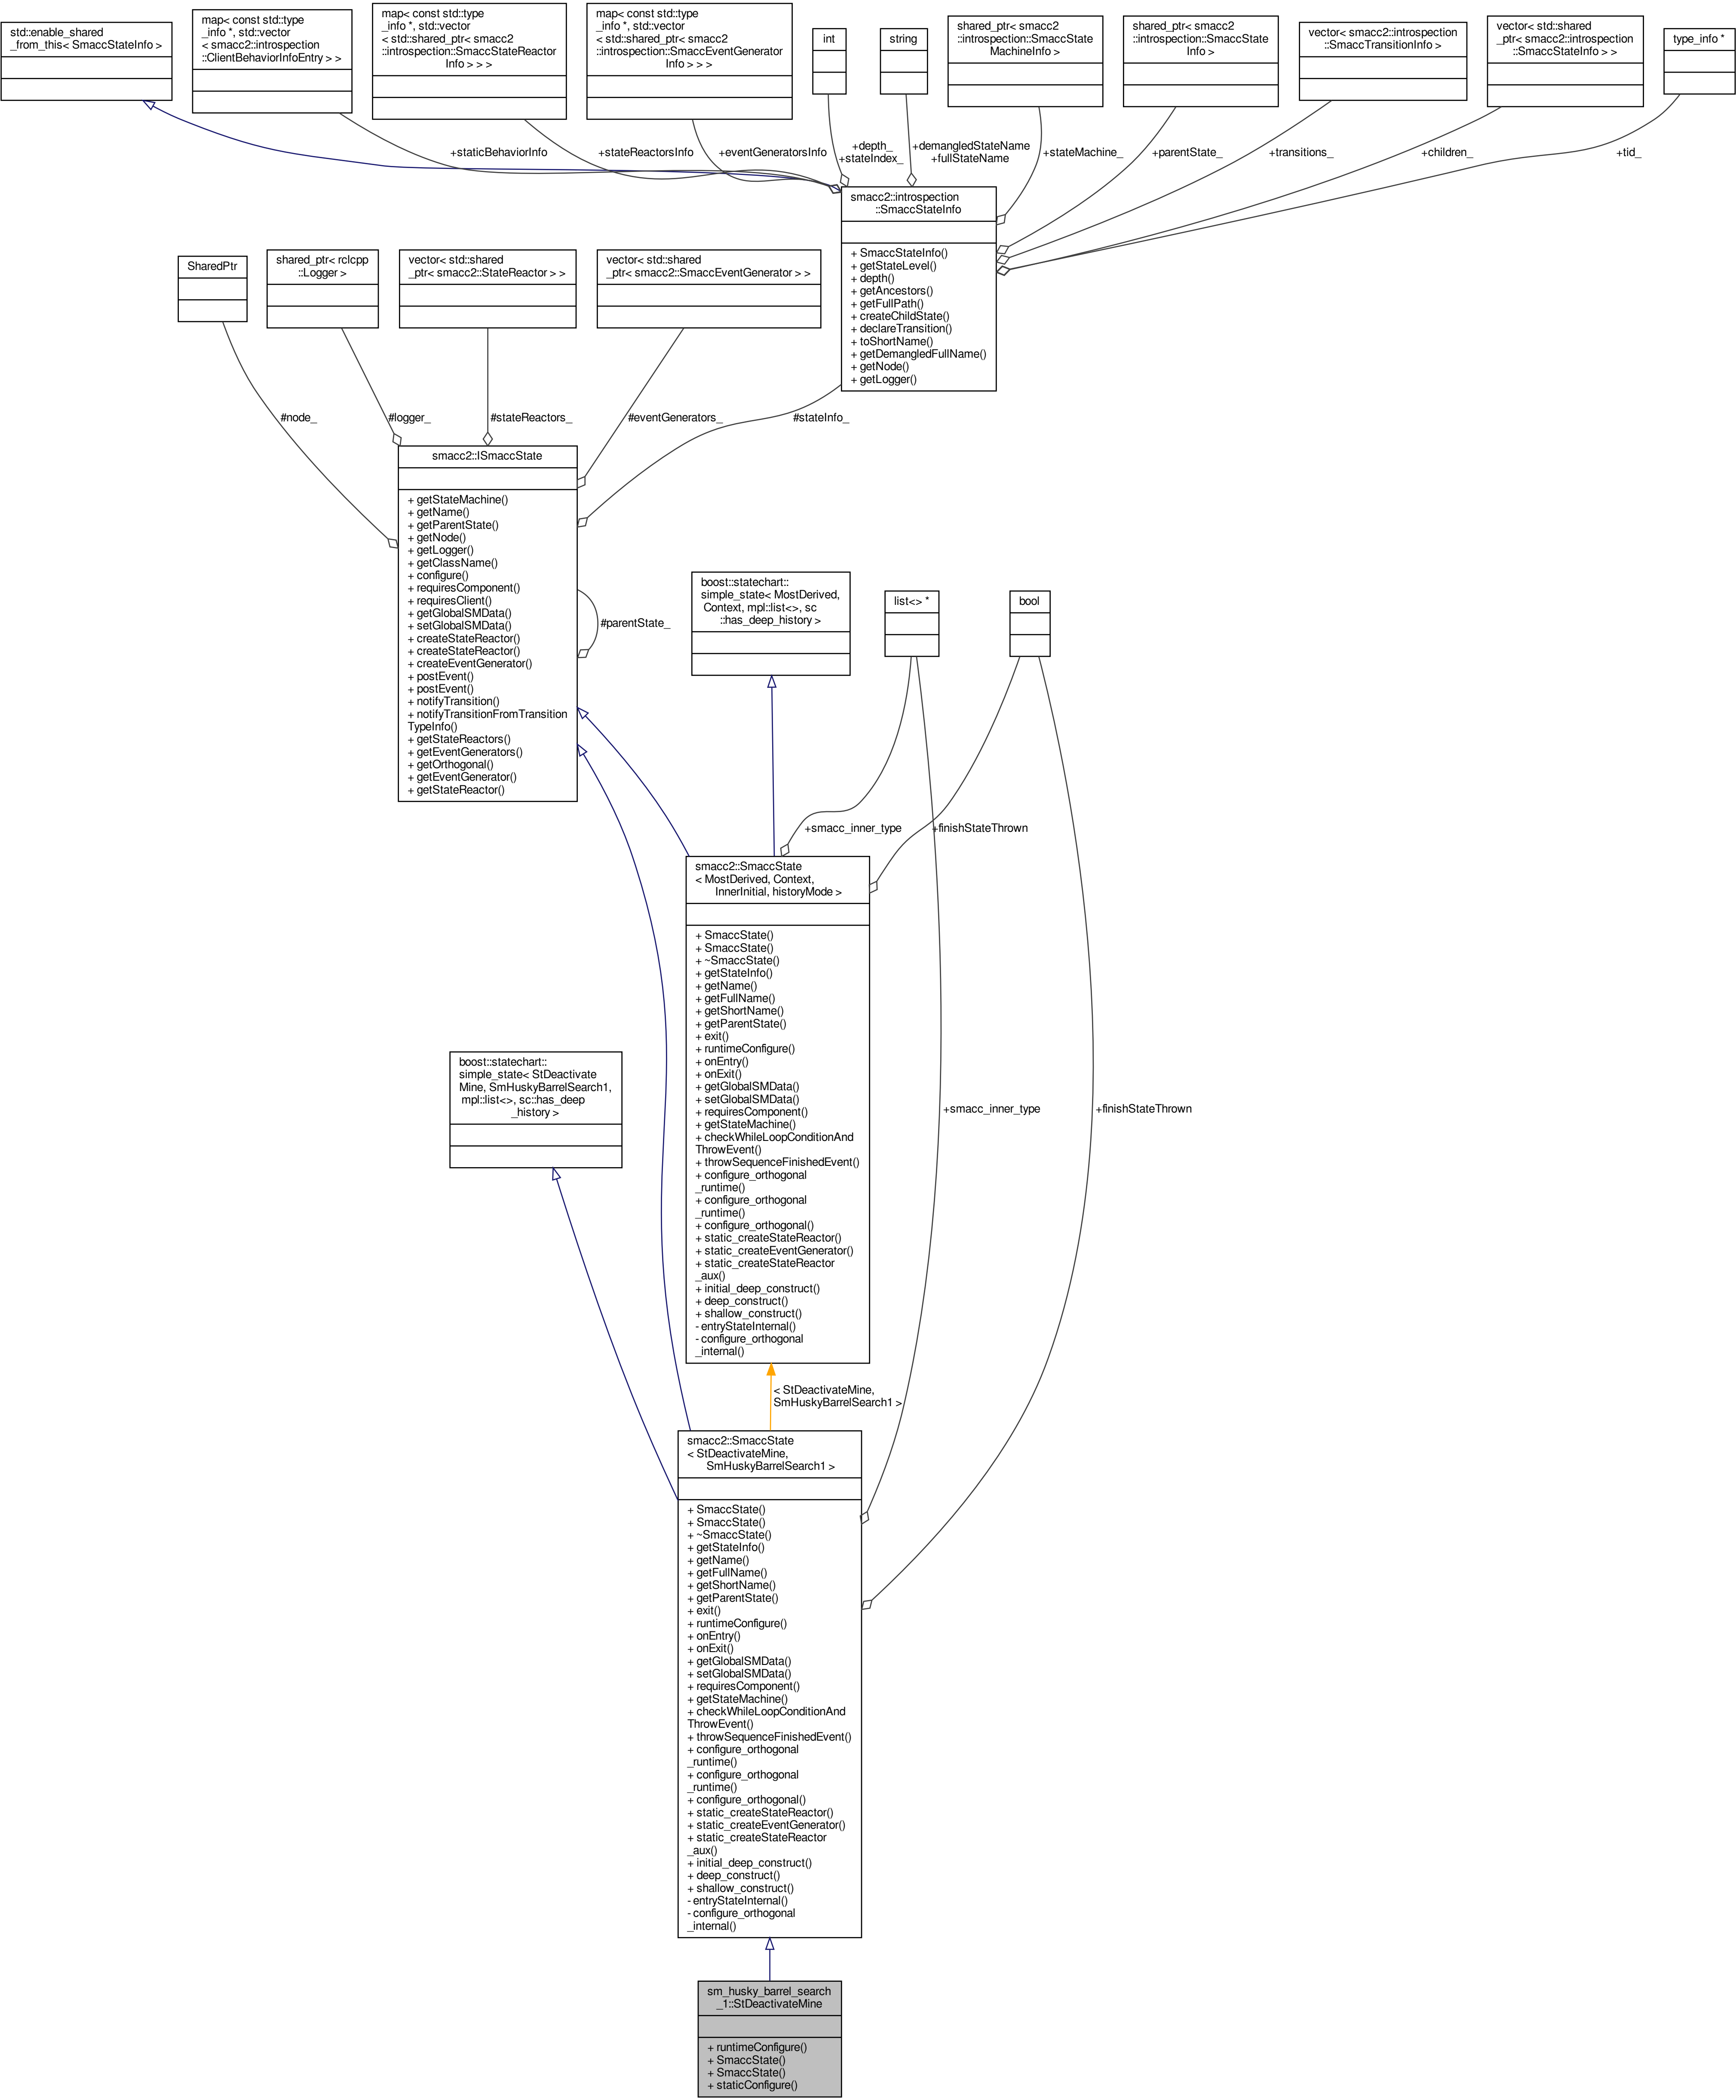 std::enable_shared
_from_this< SmaccStateInfo >
map< const std::type
_info *, std::vector
< smacc2::introspection
::ClientBehaviorInfoEntry > >
map< const std::type
_info *, std::vector
< std::shared_ptr< smacc2
::introspection::SmaccStateReactor
Info > > >
map< const std::type
_info *, std::vector
< std::shared_ptr< smacc2
::introspection::SmaccEventGenerator
Info > > >
int
string
shared_ptr< smacc2
::introspection::SmaccState
MachineInfo >
shared_ptr< smacc2
::introspection::SmaccState
Info >
vector< smacc2::introspection
::SmaccTransitionInfo >
vector< std::shared
_ptr< smacc2::introspection
::SmaccStateInfo > >
type_info *
+staticBehaviorInfo
+stateReactorsInfo
+eventGeneratorsInfo
+depth_
+stateIndex_
+demangledStateName
+fullStateName
+stateMachine_
+parentState_
+transitions_
+children_
+tid_
smacc2::introspection
::SmaccStateInfo
+ SmaccStateInfo()
+ getStateLevel()
+ depth()
+ getAncestors()
+ getFullPath()
+ createChildState()
+ declareTransition()
+ toShortName()
+ getDemangledFullName()
+ getNode()
+ getLogger()
SharedPtr
shared_ptr< rclcpp
::Logger >
vector< std::shared
_ptr< smacc2::StateReactor > >
vector< std::shared
_ptr< smacc2::SmaccEventGenerator > >
#node_
#logger_
#stateReactors_
#eventGenerators_
#stateInfo_
smacc2::ISmaccState
+ getStateMachine()
+ getName()
+ getParentState()
+ getNode()
+ getLogger()
+ getClassName()
+ configure()
+ requiresComponent()
+ requiresClient()
+ getGlobalSMData()
+ setGlobalSMData()
+ createStateReactor()
+ createStateReactor()
+ createEventGenerator()
+ postEvent()
+ postEvent()
+ notifyTransition()
+ notifyTransitionFromTransition
TypeInfo()
+ getStateReactors()
+ getEventGenerators()
+ getOrthogonal()
+ getEventGenerator()
+ getStateReactor()
#parentState_
boost::statechart::
simple_state< MostDerived,
Context, mpl::list<>, sc
::has_deep_history >
list<> *
bool
+smacc_inner_type
+finishStateThrown
smacc2::SmaccState
< MostDerived, Context,
InnerInitial, historyMode >
+ SmaccState()
+ SmaccState()
+ ~SmaccState()
+ getStateInfo()
+ getName()
+ getFullName()
+ getShortName()
+ getParentState()
+ exit()
+ runtimeConfigure()
+ onEntry()
+ onExit()
+ getGlobalSMData()
+ setGlobalSMData()
+ requiresComponent()
+ getStateMachine()
+ checkWhileLoopConditionAnd
ThrowEvent()
+ throwSequenceFinishedEvent()
+ configure_orthogonal
_runtime()
+ configure_orthogonal
_runtime()
+ configure_orthogonal()
+ static_createStateReactor()
+ static_createEventGenerator()
+ static_createStateReactor
_aux()
+ initial_deep_construct()
+ deep_construct()
+ shallow_construct()
- entryStateInternal()
- configure_orthogonal
_internal()
boost::statechart::
simple_state< StDeactivate
Mine, SmHuskyBarrelSearch1,
mpl::list<>, sc::has_deep
_history >
+smacc_inner_type
+finishStateThrown
< StDeactivateMine,
SmHuskyBarrelSearch1 >
smacc2::SmaccState
< StDeactivateMine,
SmHuskyBarrelSearch1 >
+ SmaccState()
+ SmaccState()
+ ~SmaccState()
+ getStateInfo()
+ getName()
+ getFullName()
+ getShortName()
+ getParentState()
+ exit()
+ runtimeConfigure()
+ onEntry()
+ onExit()
+ getGlobalSMData()
+ setGlobalSMData()
+ requiresComponent()
+ getStateMachine()
+ checkWhileLoopConditionAnd
ThrowEvent()
+ throwSequenceFinishedEvent()
+ configure_orthogonal
_runtime()
+ configure_orthogonal
_runtime()
+ configure_orthogonal()
+ static_createStateReactor()
+ static_createEventGenerator()
+ static_createStateReactor
_aux()
+ initial_deep_construct()
+ deep_construct()
+ shallow_construct()
- entryStateInternal()
- configure_orthogonal
_internal()
sm_husky_barrel_search
_1::StDeactivateMine
+ runtimeConfigure()
+ SmaccState()
+ SmaccState()
+ staticConfigure()